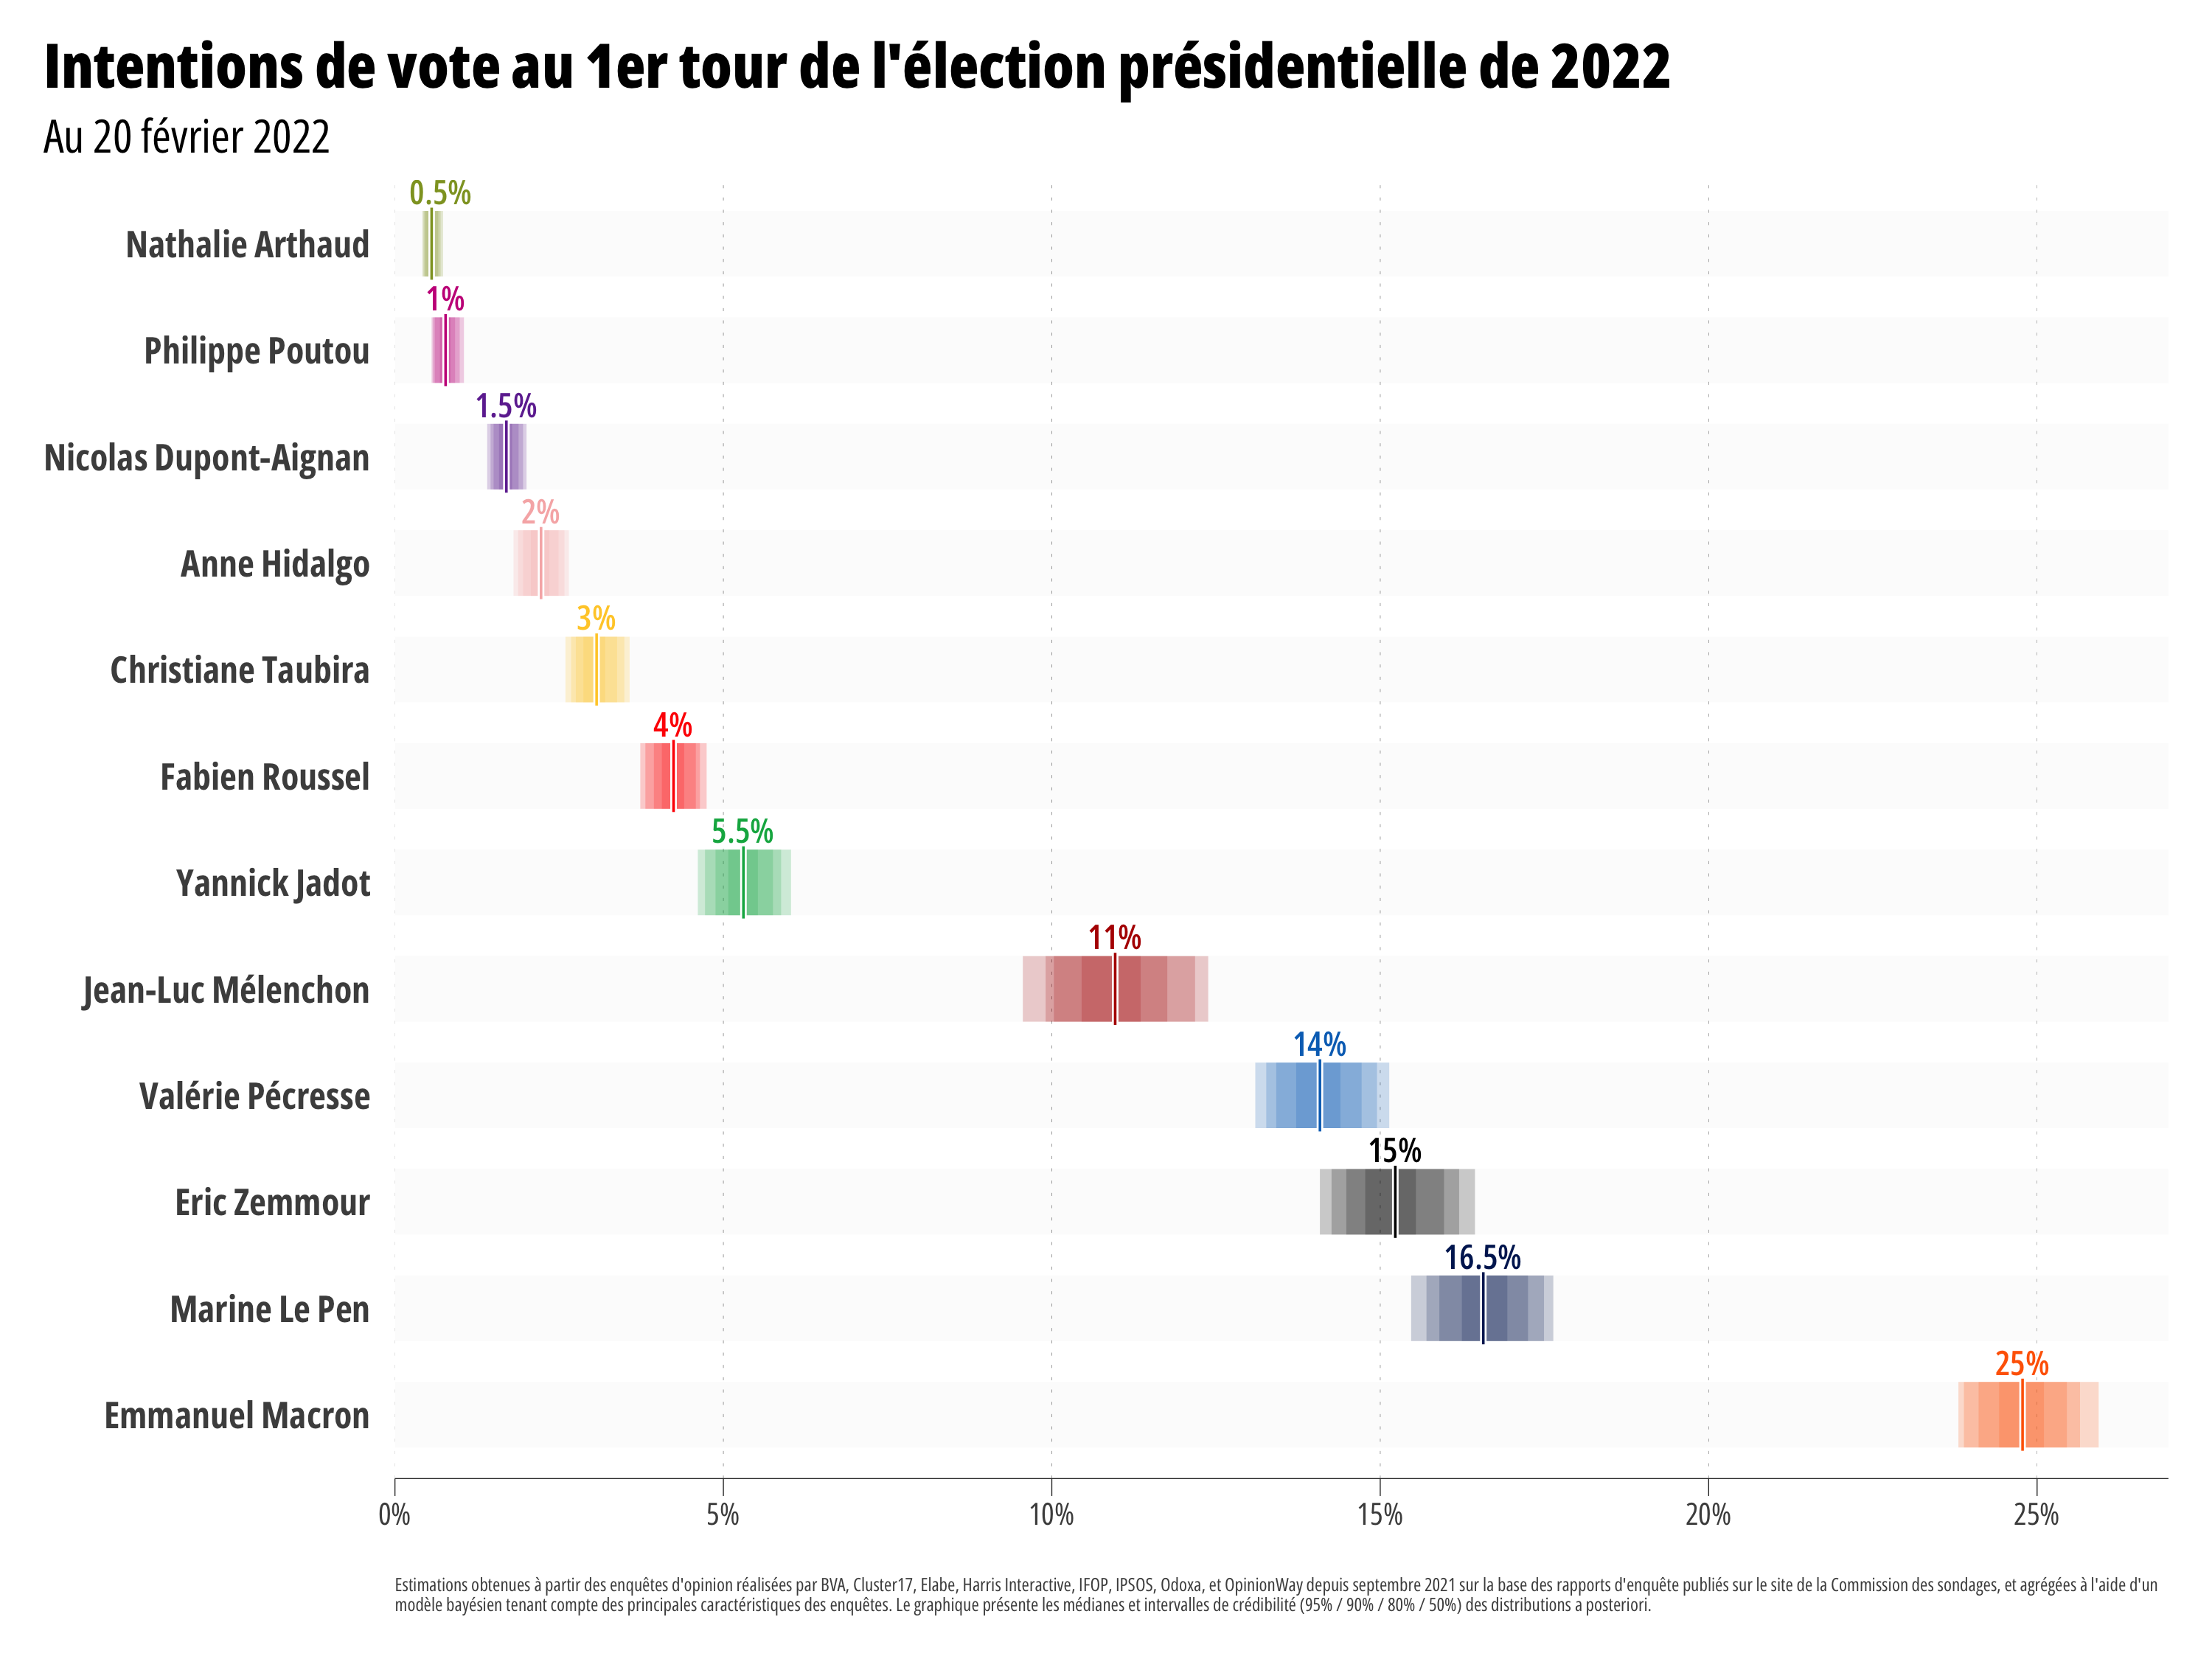 Intentions de vote au 1er tour de l'élection présidentielle de 2022
Au 20 février 2022
0.5%
Nathalie Arthaud
1%
Philippe Poutou
1.5%
Nicolas Dupont-Aignan
2%
Anne Hidalgo
3%
Christiane Taubira
4%
Fabien Roussel
5.5%
Yannick Jadot
11%
Jean-Luc Mélenchon
14%
Valérie Pécresse
15%
Eric Zemmour
16.5%
Marine Le Pen
25%
Emmanuel Macron
0% 5% 10% 15% 20% 25%
Estimations obtenues à partir des enquêtes d'opinion réalisées par BVA, Cluster17, Elabe, Harris Interactive, IFOP, IPSOS, Odoxa, et OpinionWay depuis septembre 2021 sur la base des rapports d'enquête publiés sur le site de la Commission des sondages, et agrégées à l'aide d'un
modèle bayésien tenant compte des principales caractéristiques des enquêtes. Le graphique présente les médianes et intervalles de crédibilité (95% / 90% / 80% / 50%) des distributions a posteriori.